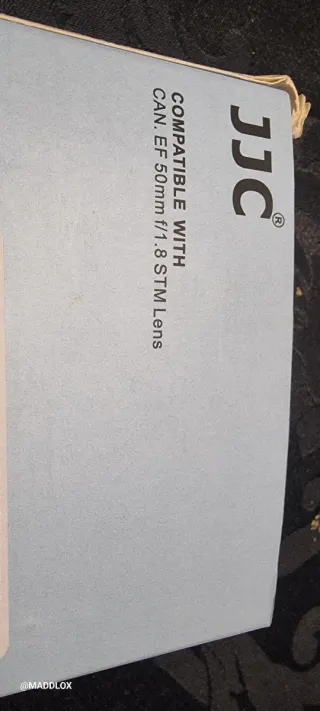 JJC®
COMPATIBLE WITH
CAN. EF 50mm f/1.8 STM Lens
@MADDLOX